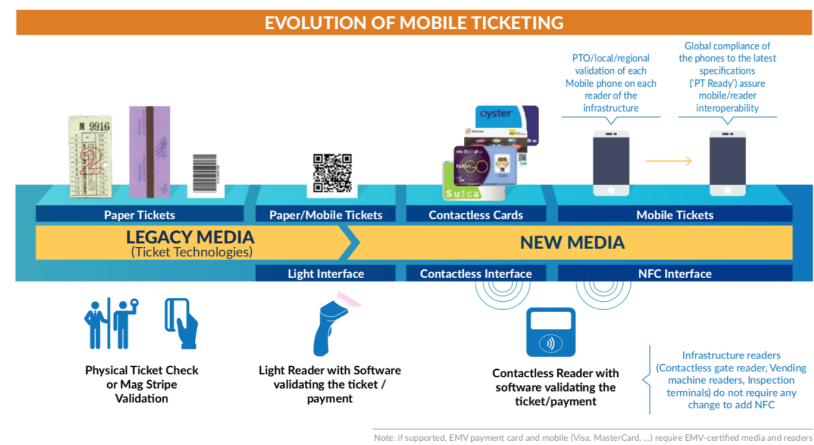 EVOLUTION OF MOBILE TICKETING
PTO/local/regional
validation of each
Mobile phone on each
reader of the
infrastructure
Global compliance of
the phones to the latest
specifications
('PT Ready') assure
mobile/reader
interoperability
№ 9916
2
oyster
Suica
Paper Tickets
Paper/Mobile Tickets
Contactless Cards
Mobile Tickets
LEGACY MEDIA
(Ticket Technologies)
NEW MEDIA
Light Interface
Contactless Interface
NFC Interface
Physical Ticket Check
or Mag Stripe
Validation
Light Reader with Software
validating the ticket /
payment
Contactless Reader with
software validating the
ticket/payment
Infrastructure readers
(Contactless gate reader, Vending
machine readers, Inspection
terminals) do not require any
change to add NFC
Note: if supported, EMV payment card and mobile (Visa, MasterCard, ...) require EMV-certified media and readers